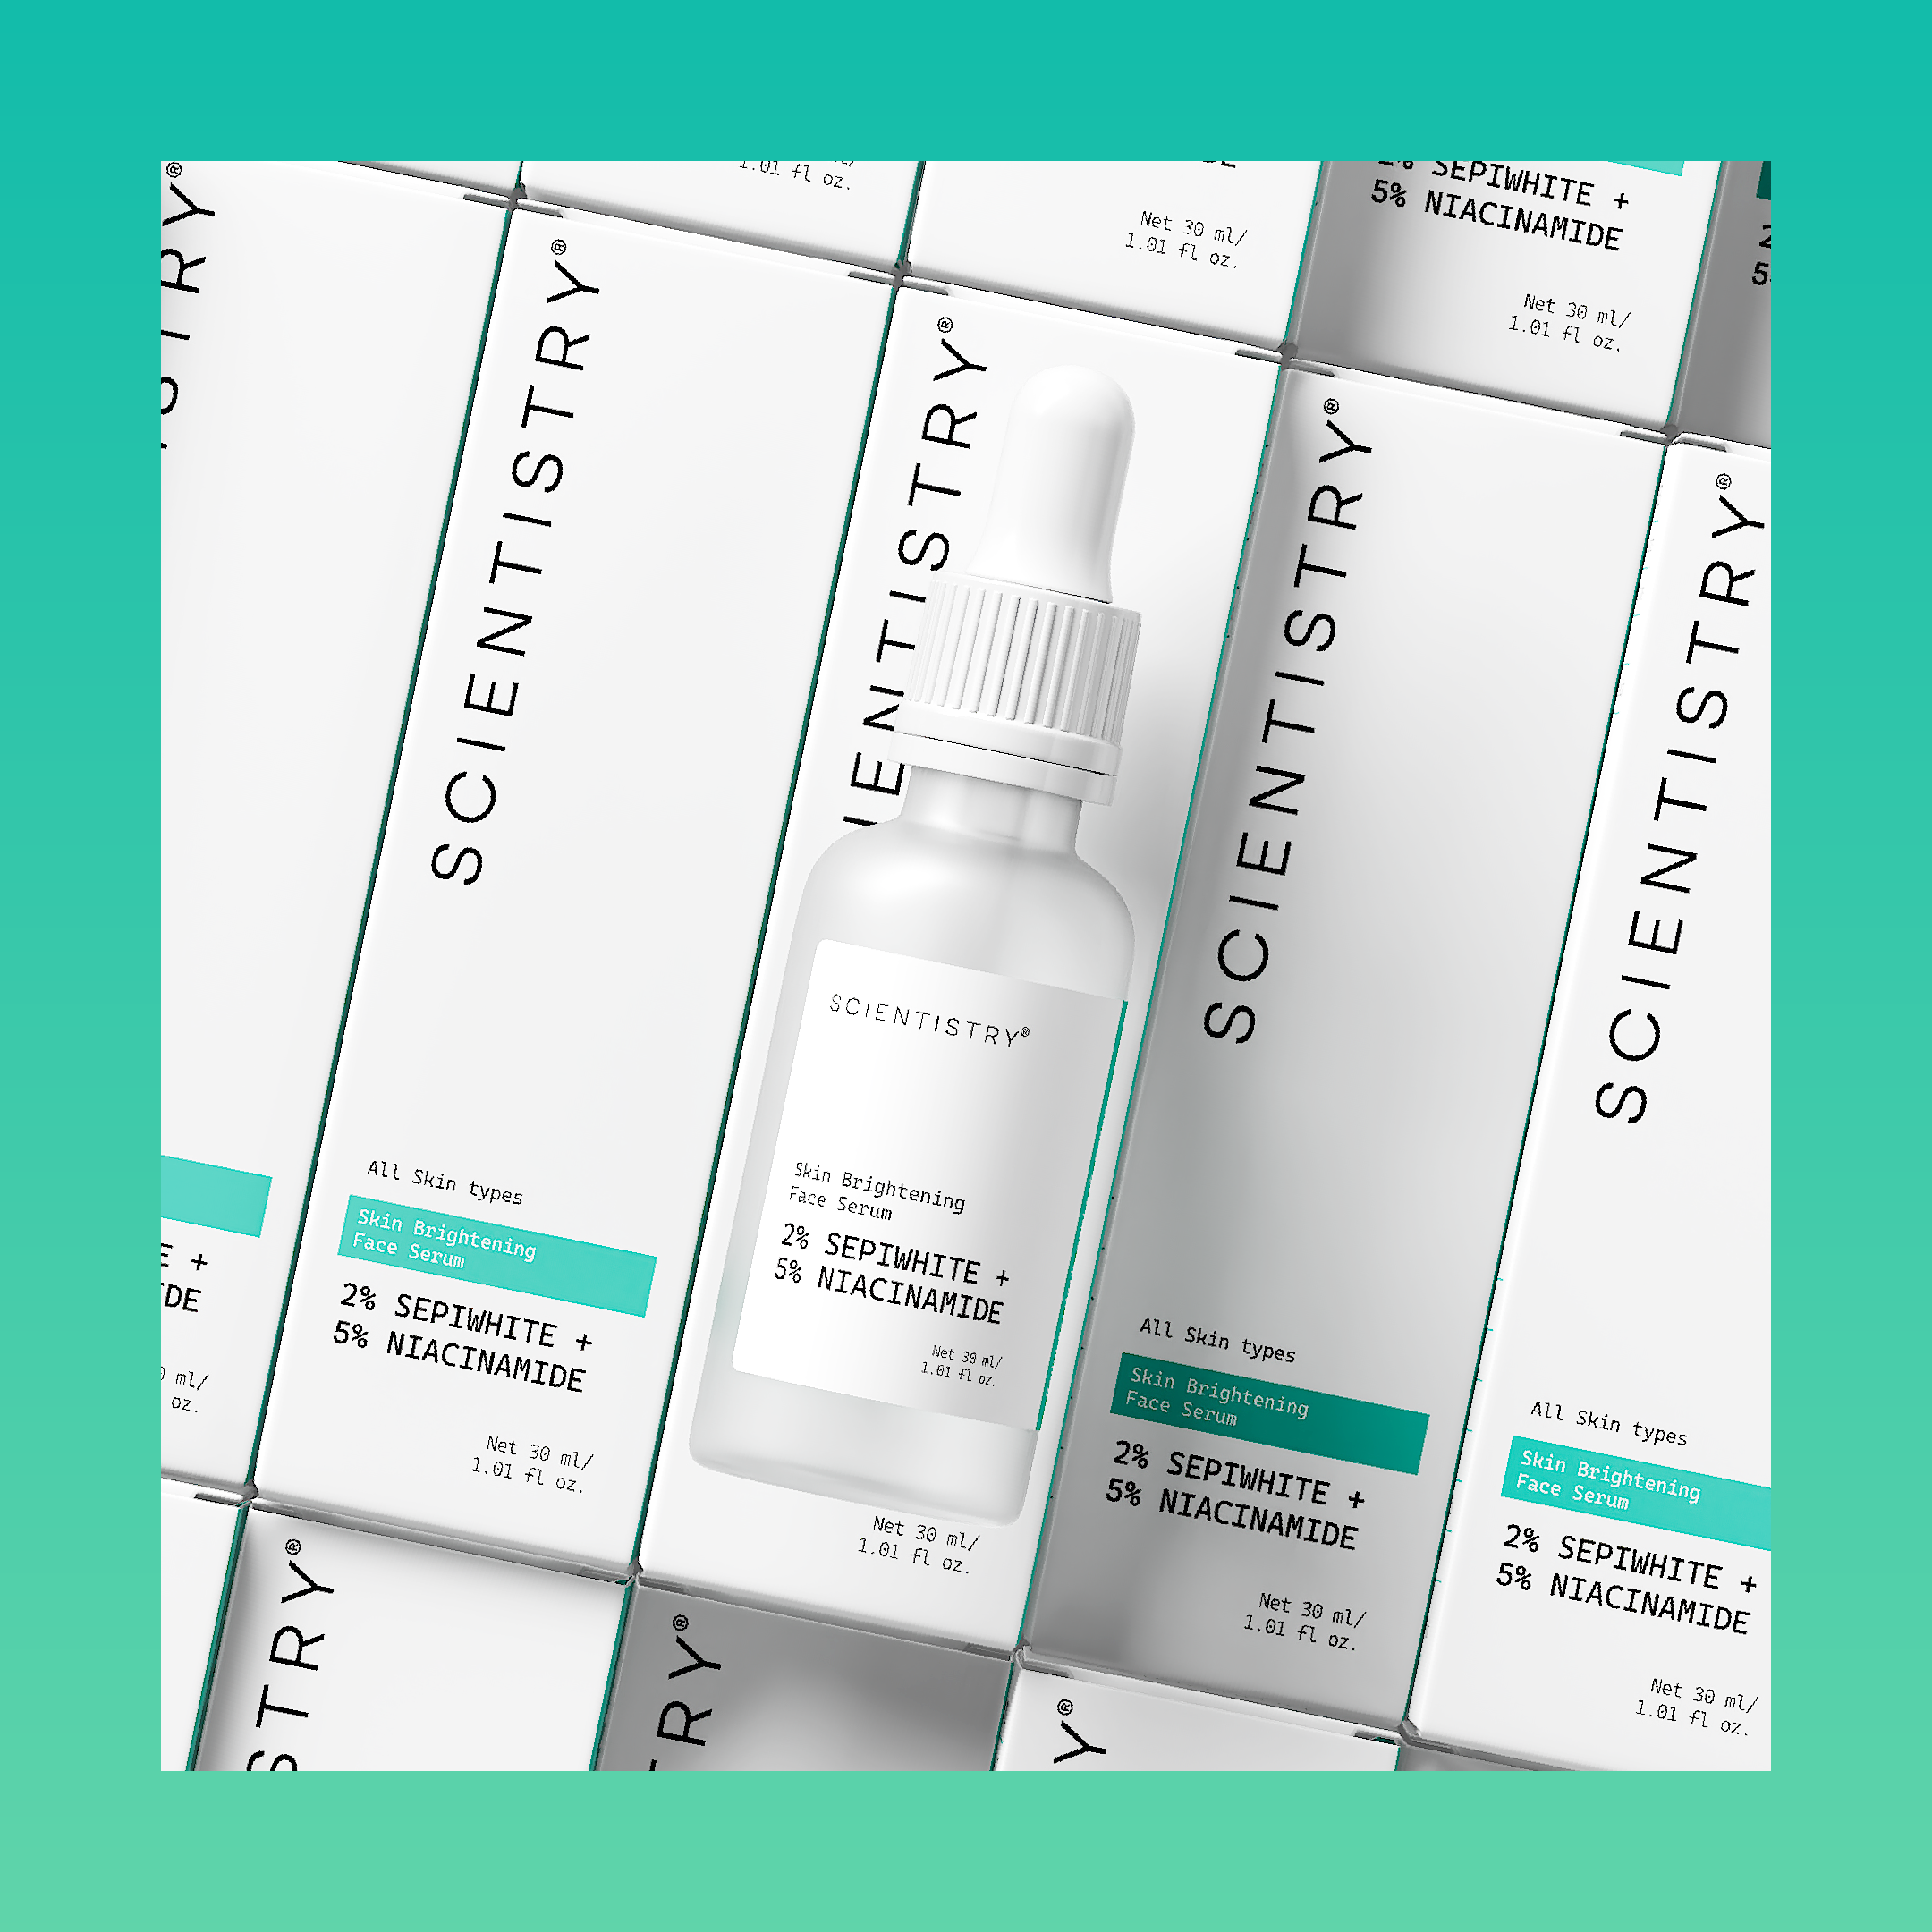 1.01 fl oz.
Net 30 ml/
1.01 fl oz.
SEPIWHITE +
5% NIACINAMIDE
Net 30 ml/
1.01 fl oz.
SCIENTISTRY®
All Skin types
Skin Brightening
Face Serum
2% SEPIWHITE +
5% NIACINAMIDE
Net 30 ml/
1.01 fl oz.
SCIENTISTRY®
Skin Brightening
Face Serum
2% SEPIWHITE +
5% NIACINAMIDE
Net 30 ml/
1.01 fl oz.
Net 30 ml/
1.01 fl oz.
SCIENTISTRY®
All Skin types
Skin Brightening
Face Serum
2% SEPIWHITE +
5% NIACINAMIDE
Net 30 ml/
1.01 fl oz.
SCIENTISTRY®
All Skin types
Skin Brightening
Face Serum
2% SEPIWHITE +
5% NIACINAMIDE
Net 30 ml/
1.01 fl oz.